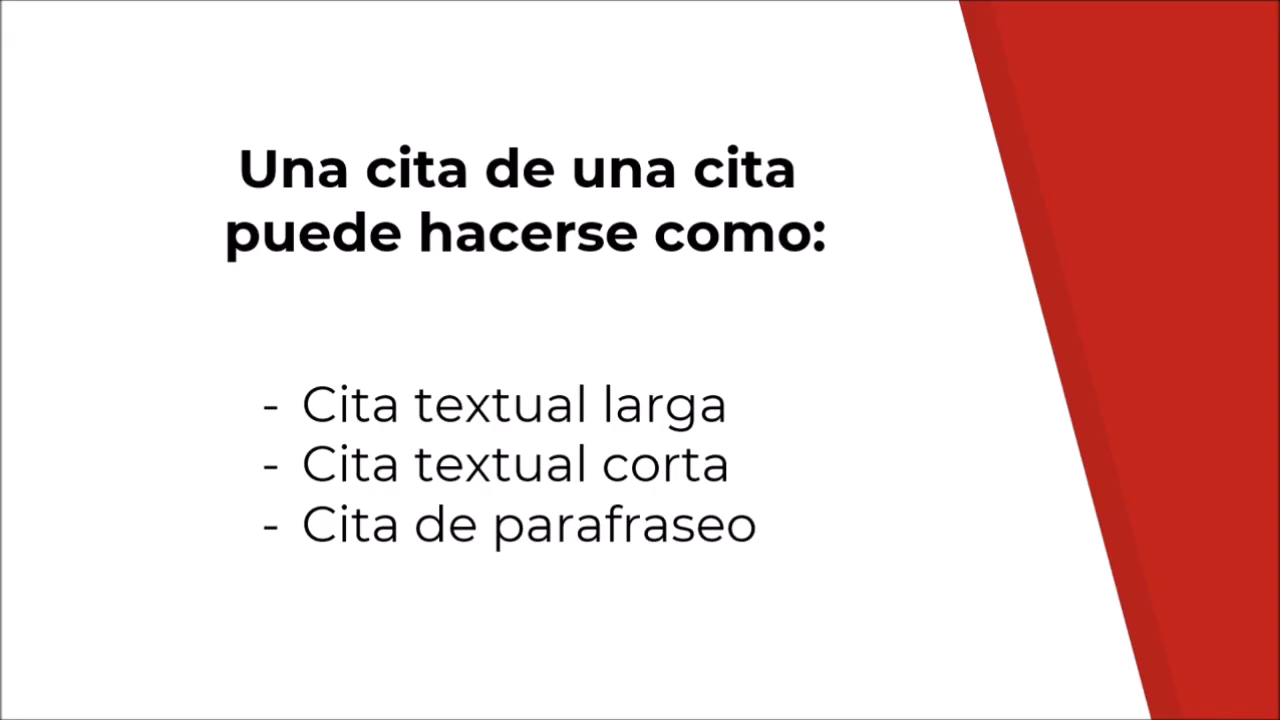 Una cita de una cita
puede hacerse como:
- Cita textual larga
- Cita textual corta
- Cita de parafraseo